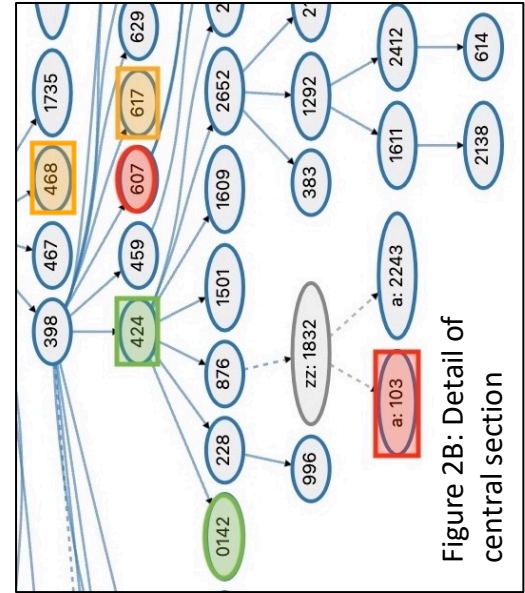 398 467 468 1735
424 459 607 617 629
0142 228 876 1501 1609 2652
996 zz: 1832 383 1292
a: 103 a: 2243 1611 2412
2138 614
Figure 2B: Detail of
central section